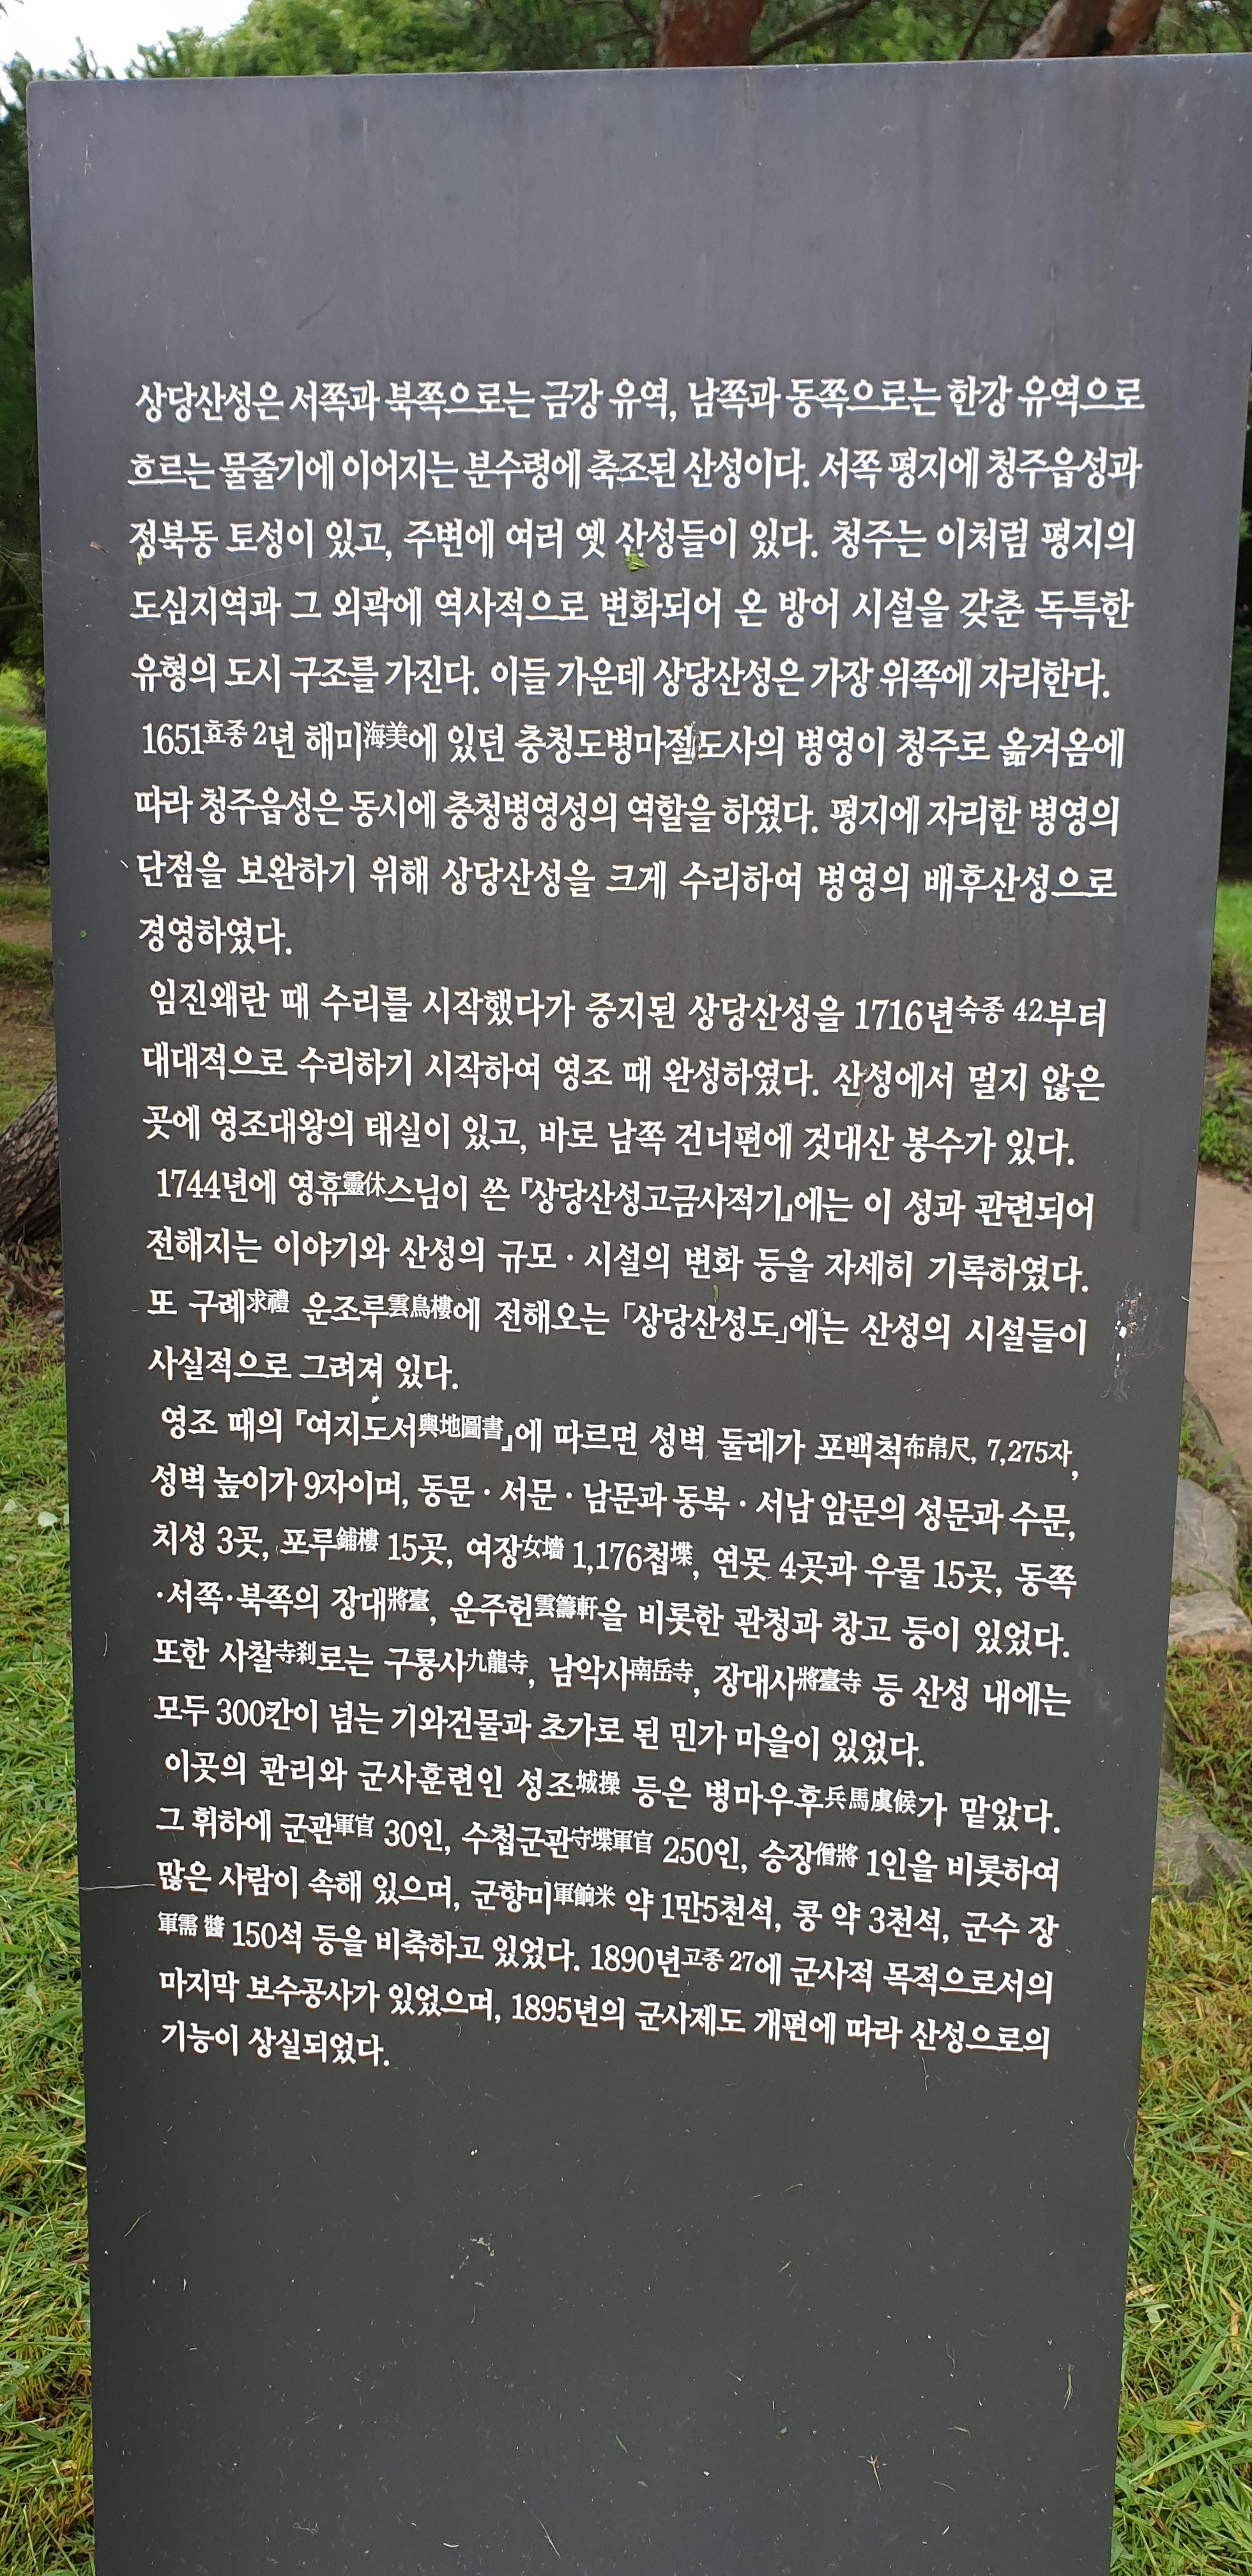 상당산성은 서쪽과 북쪽으로는 금강 유역, 남쪽과 동쪽으로는 한강 유역으로
흐르는 물줄기에 이어지는 분수령에 축조된 산성이다. 서쪽 평지에 청주읍성과
정북동 토성이 있고, 주변에 여러 옛 산성들이 있다. 청주는 이처럼 평지의
도심지역과 그 외곽에 역사적으로 변화되어 온 방어 시설을 갖춘 독특한
유형의 도시 구조를 가진다. 이들 가운데 상당산성은 가장 위쪽에 자리한다.
1651효종 2년 해미海美에 있던 충청도병마절도사의 병영이 청주로 옮겨옴에
따라 청주읍성은 동시에 충청병영성의 역할을 하였다. 평지에 자리한 병영의
단점을 보완하기 위해 상당산성을 크게 수리하여 병영의 배후산성으로
경영하였다.
임진왜란 때 수리를 시작했다가 중지된 상당산성을 1716년숙종 42부터
대대적으로 수리하기 시작하여 영조 때 완성하였다. 산성에서 멀지 않은
곳에 영조대왕의 태실이 있고, 바로 남쪽 건너편에 것대산 봉수가 있다.
1744년에 영휴靈休스님이 쓴 『상당산성고금사적기』에는 이 성과 관련되어
전해지는 이야기와 산성의 규모·시설의 변화 등을 자세히 기록하였다.
또 구례求禮 운조루雲鳥樓에 전해오는 「상당산성도」에는 산성의 시설들이
사실적으로 그려져 있다.
영조 때의 『여지도서輿地圖書』에 따르면 성벽 둘레가 포백척布帛尺, 7,275자,
성벽 높이가 9자이며, 동문·서문·남문과 동북·서남 암문의 성문과 수문,
치성 3곳, 포루鋪樓 15곳, 여장女墻 1,176첩堞, 연못 4곳과 우물 15곳, 동쪽
·서쪽·북쪽의 장대將臺, 운주헌雲籌軒을 비롯한 관청과 창고 등이 있었다.
또한 사찰寺刹로는 구룡사九龍寺, 남악사南岳寺, 장대사將臺寺 등 산성 내에는
모두 300칸이 넘는 기와건물과 초가로 된 민가 마을이 있었다.
이곳의 관리와 군사훈련인 성조城操 등은 병마우후兵馬虞候가 맡았다.
그 휘하에 군관軍官 30인, 수첩군관守堞軍官 250인, 승장僧將 1인을 비롯하여
많은 사람이 속해 있으며, 군향미軍餉米 약 1만5천석, 콩 약 3천석, 군수 장
軍需 醬 150석 등을 비축하고 있었다. 1890년고종 27에 군사적 목적으로서의
마지막 보수공사가 있었으며, 1895년의 군사제도 개편에 따라 산성으로의
기능이 상실되었다.